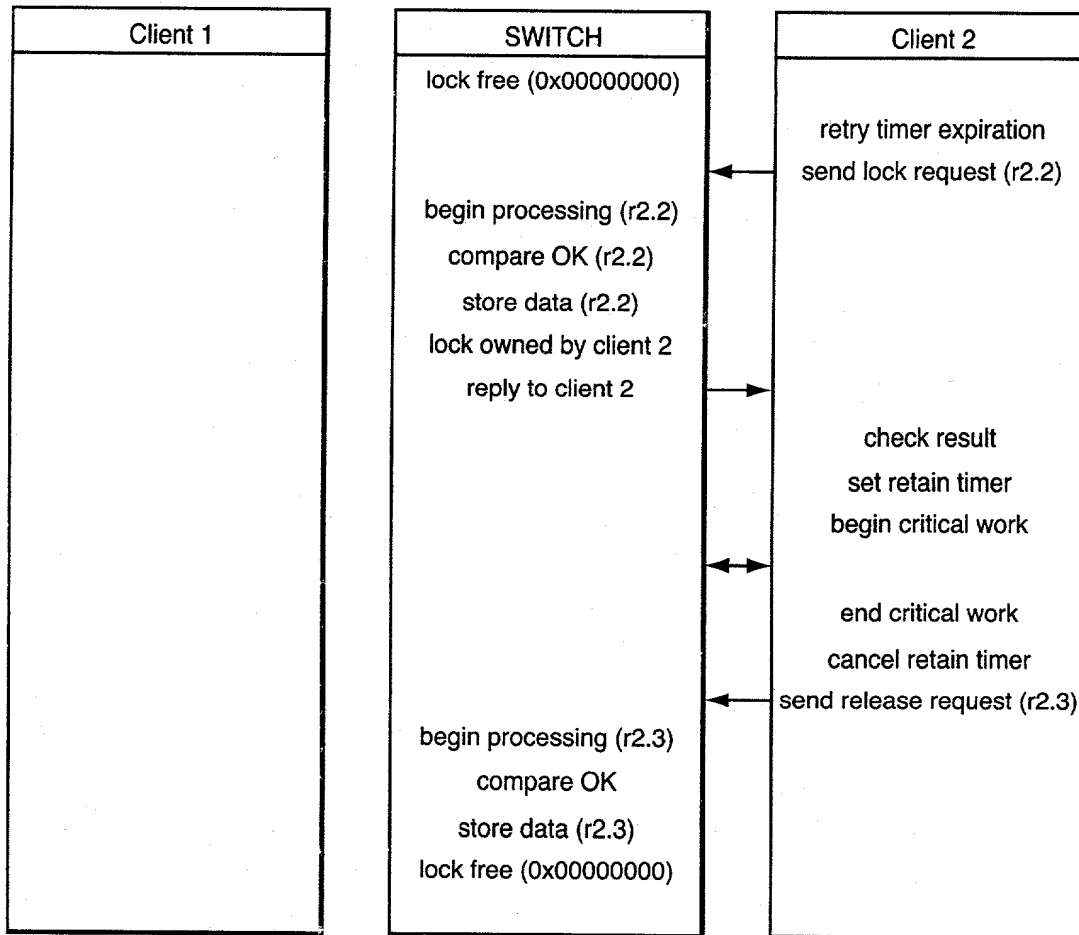 Client 1
SWITCH
Client 2
lock free (0x00000000)
retry timer expiration
send lock request (r2.2)
begin processing (r2.2)
compare OK (r2.2)
store data (r2.2)
lock owned by client 2
reply to client 2
check result
set retain timer
begin critical work
end critical work
cancel retain timer
send release request (r2.3)
begin processing (r2.3)
compare OK
store data (r2.3)
lock free (0x00000000)